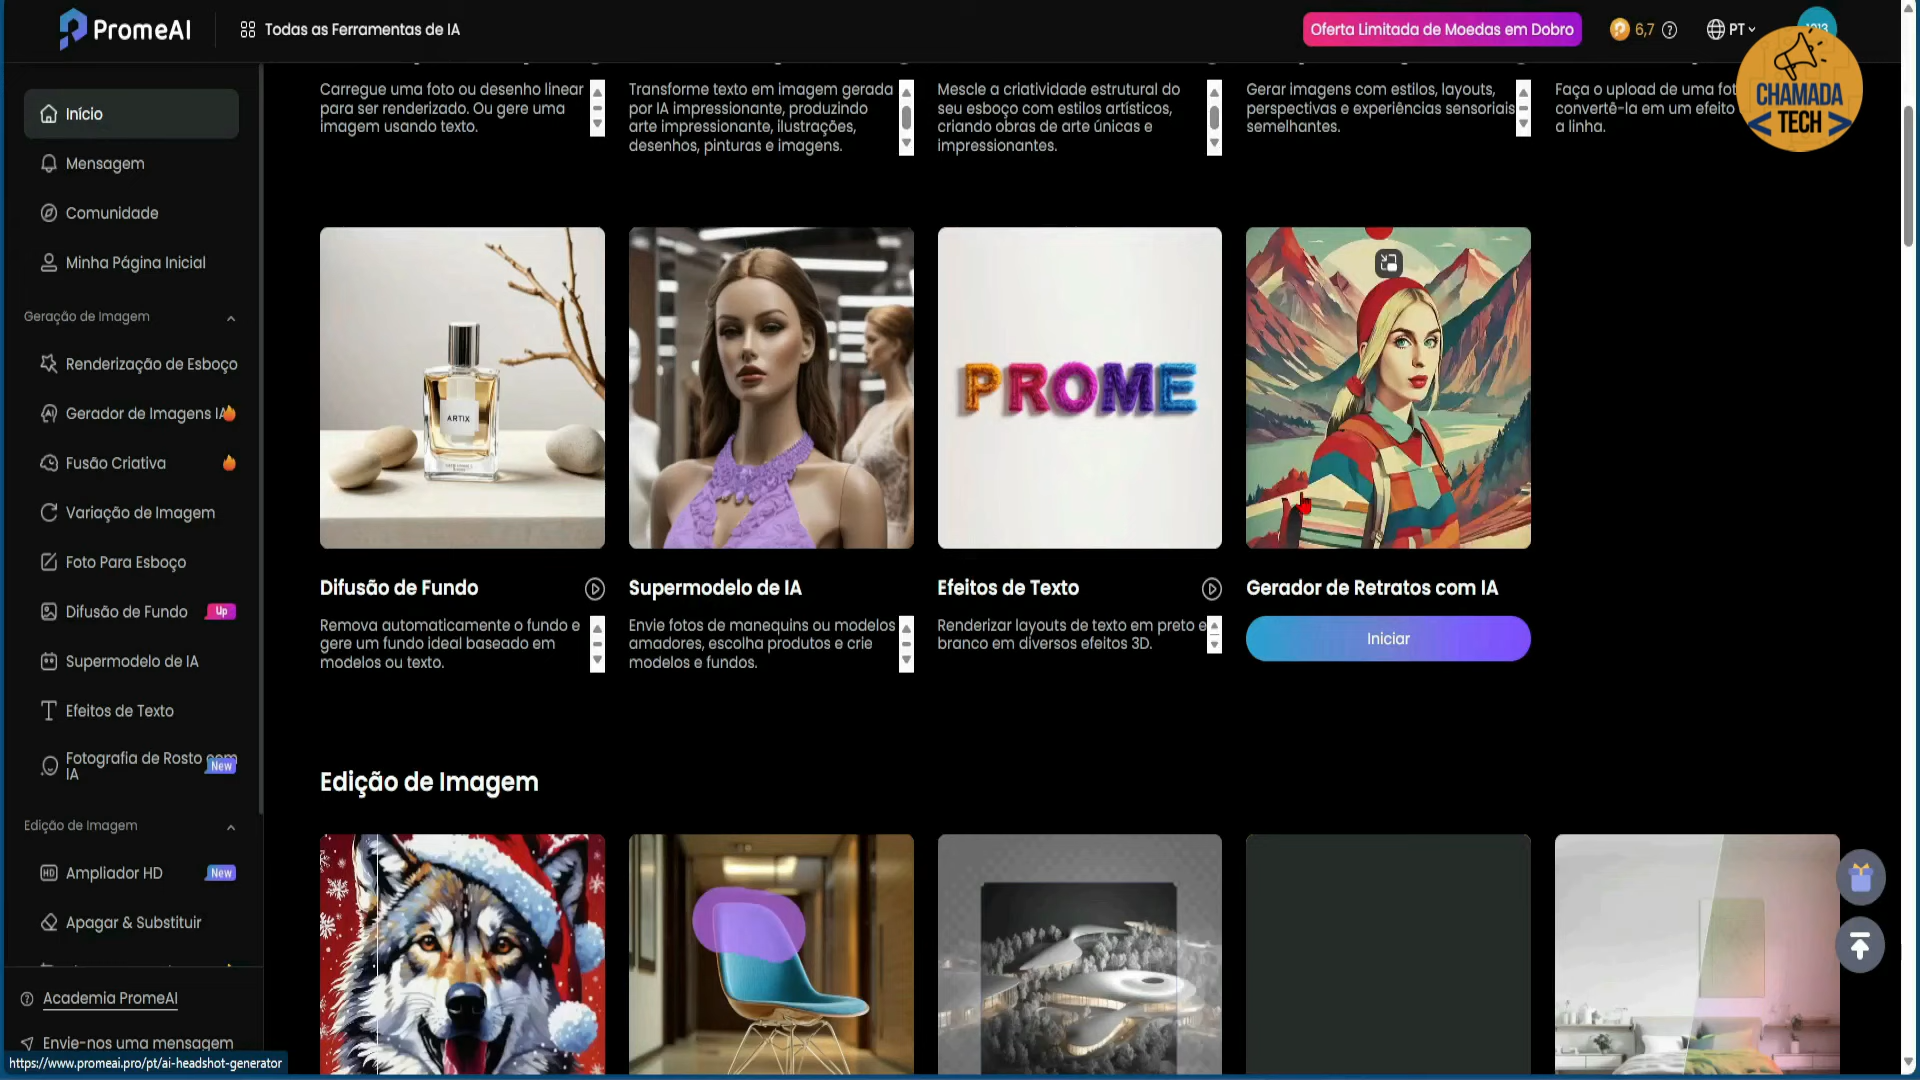 PromeAI
Todas as Ferramentas de IA
Oferta Limitada de Moedas em Dobro
6,7
PT
CHAMADA
TECH
Início
Mensagem
Comunidade
Minha Página Inicial
Geração de Imagem
Renderização de Esboço
Gerador de Imagens IA
Fusão Criativa
Variação de Imagem
Foto Para Esboço
Difusão de Fundo
Up
Supermodelo de IA
Efeitos de Texto
Fotografia de Rosto com
IA
New
Edição de Imagem
Ampliador HD
New
Apagar & Substituir
Academia PromeAI
Envie-nos uma mensagem
https://www.promeai.pro/pt/ai-headshot-generator
Carregue uma foto ou desenho linear
para ser renderizado. Ou gere uma
imagem usando texto.
Transforme texto em imagem gerada
por IA impressionante, produzindo
arte impressionante, ilustrações,
desenhos, pinturas e imagens.
Mescle a criatividade estrutural do
seu esboço com estilos artísticos,
criando obras de arte únicas e
impressionantes.
Gerar imagens com estilos, layouts,
perspectivas e experiências sensoriais
semelhantes.
Faça o upload de uma fot
convertê-la em um efeito
a linha.
ARTIX
PROME
Difusão de Fundo
Remova automaticamente o fundo e
gere um fundo ideal baseado em
modelos ou texto.
Supermodelo de IA
Envie fotos de manequins ou modelos
amadores, escolha produtos e crie
modelos e fundos.
Efeitos de Texto
Renderizar layouts de texto em preto e
branco em diversos efeitos 3D.
Gerador de Retratos com IA
Iniciar
Edição de Imagem